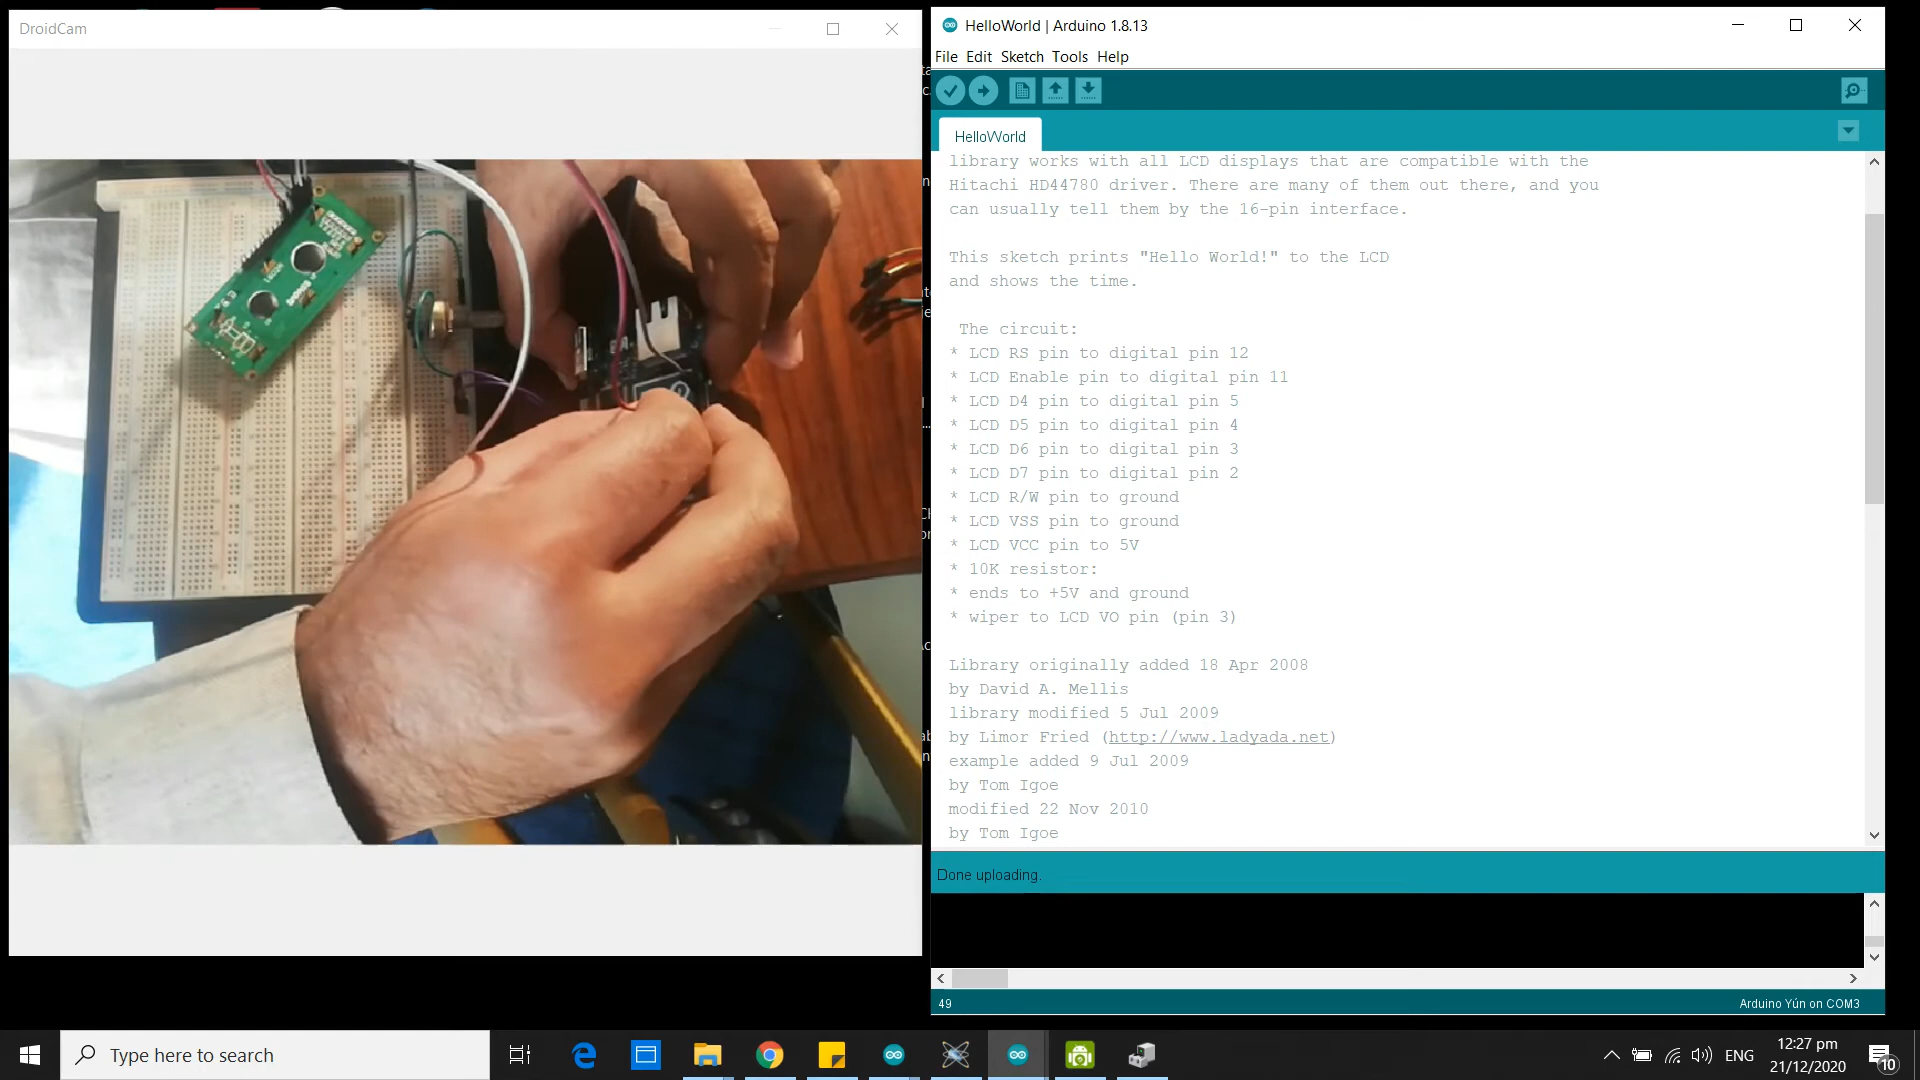 DroidCam
HelloWorld | Arduino 1.8.13
File Edit Sketch Tools Help
HelloWorld
library works with all LCD displays that are compatible with the
Hitachi HD44780 driver. There are many of them out there, and you
can usually tell them by the 16-pin interface.
This sketch prints "Hello World!" to the LCD
and shows the time.
The circuit:
* LCD RS pin to digital pin 12
* LCD Enable pin to digital pin 11
* LCD D4 pin to digital pin 5
* LCD D5 pin to digital pin 4
* LCD D6 pin to digital pin 3
* LCD D7 pin to digital pin 2
* LCD R/W pin to ground
* LCD VSS pin to ground
* LCD VCC pin to 5V
* 10K resistor:
* ends to +5V and ground
* wiper to LCD VO pin (pin 3)
Library originally added 18 Apr 2008
by David A. Mellis
library modified 5 Jul 2009
by Limor Fried (http://www.ladyada.net)
example added 9 Jul 2009
by Tom Igoe
modified 22 Nov 2010
by Tom Igoe
Done uploading.
49
Arduino Yún on COM3
Type here to search
ENG
12:27 pm
21/12/2020
10